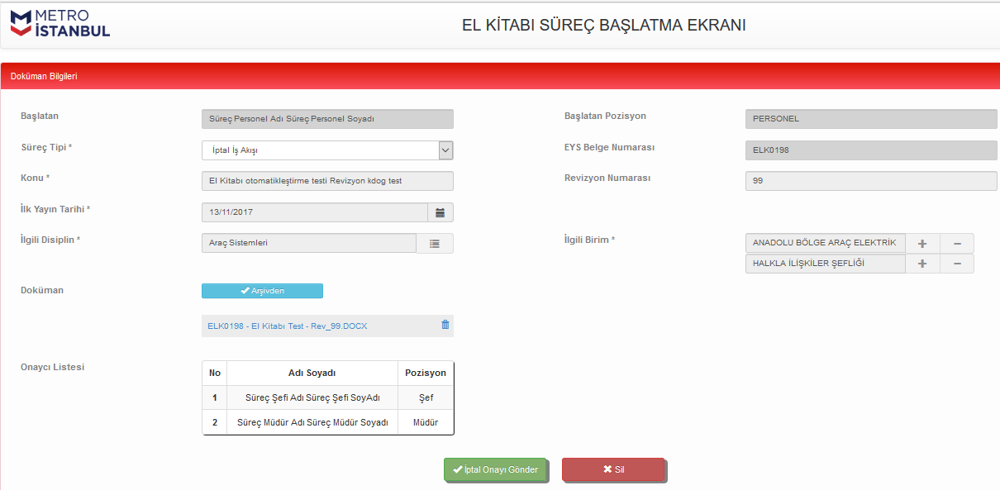 METRO
İSTANBUL
EL KİTABI SÜREÇ BAŞLATMA EKRANI
Doküman Bilgileri
Başlatan
Süreç Personel Adı Süreç Personel Soyadı
Başlatan Pozisyon
PERSONEL
Süreç Tipi *
İptal İş Akışı
EYS Belge Numarası
ELK0198
Konu *
El Kitabı otomatikleştirme testi Revizyon kdog test
Revizyon Numarası
99
İlk Yayın Tarihi *
13/11/2017
İlgili Disiplin *
Araç Sistemleri
İlgili Birim *
ANADOLU BÖLGE ARAÇ ELEKTRİK
HALKLA İLİŞKİLER ŞEFLİĞİ
Doküman
Arşivden
ELK0198 - El Kitabı Test - Rev_99.DOCX
Onaycı Listesi
No Adı Soyadı Pozisyon
1 Süreç Şefi Adı Süreç Şefi SoyAdı Şef
2 Süreç Müdür Adı Süreç Müdür Soyadı Müdür
İptal Onayı Gönder
Sil